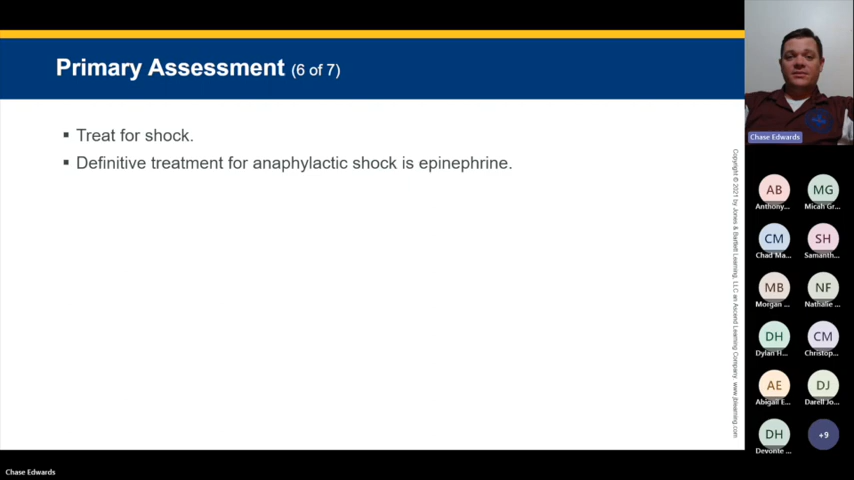 Primary Assessment (6 of 7)
▪ Treat for shock.
▪ Definitive treatment for anaphylactic shock is epinephrine.
Copyright © 2021 by Jones & Bartlett Learning, LLC an Ascend Learning Company. www.jblearning.com
Chase Edwards
AB
Anthony...
MG
Micah Gr...
CM
Chad Ma...
SH
Samanth...
MB
Morgan ...
NF
Nathalie ...
DH
Dylan H...
CM
Christop...
AE
Abigail E...
DJ
Darell Jo...
DH
Devonte ...
+9
Chase Edwards